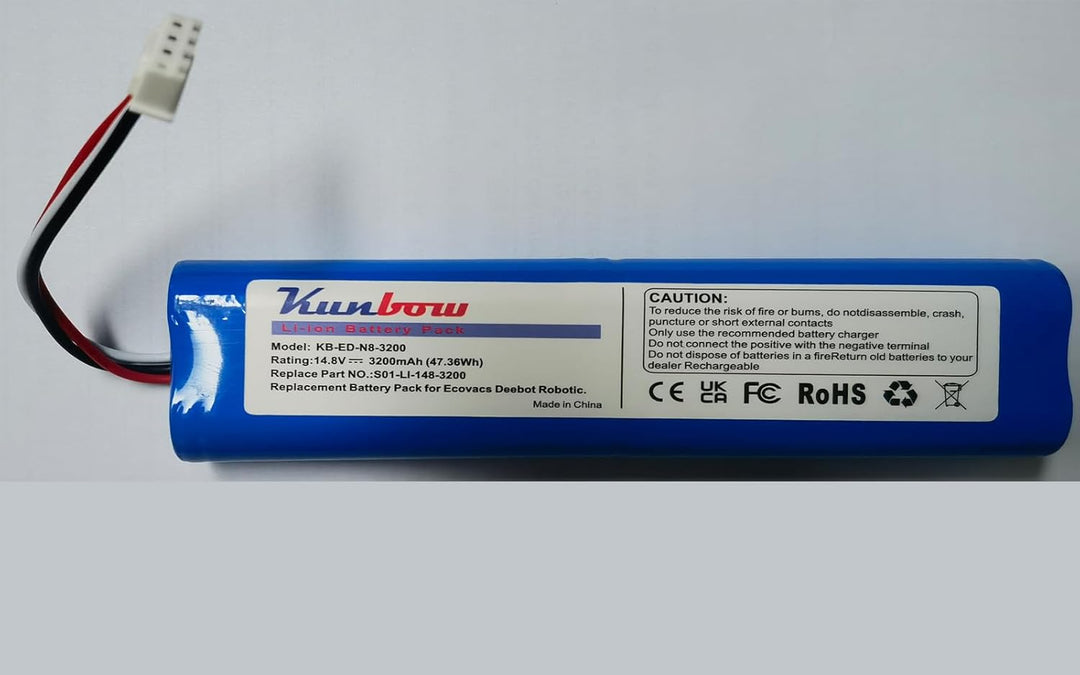 Kunbow
Li-ion Battery Pack
Model: KB-ED-N8-3200
Rating:14.8V⎓ 3200mAh (47.36Wh)
Replace Part NO.:S01-LI-148-3200
Replacement Battery Pack for Ecovacs Deebot Robotic.
Made in China
CAUTION:
To reduce the risk of fire or bums, do notdisassemble, crash,
puncture or short external contacts
Only use the recommended battery charger
Do not connect the positive with the negative terminal
Do not dispose of batteries in a fireReturn old batteries to your
dealer Rechargeable
CE UKCA FC RoHS